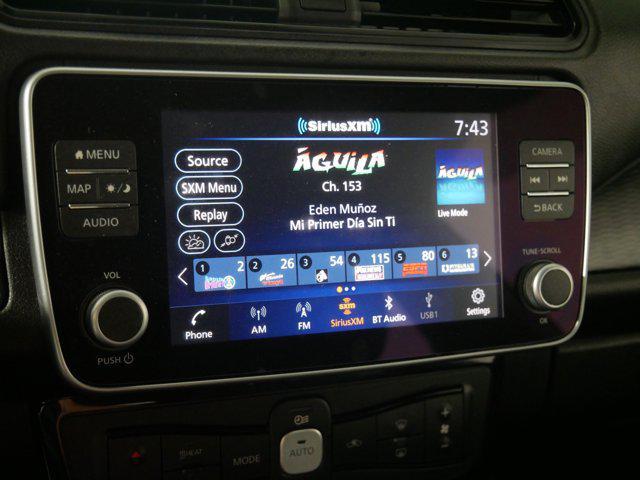 SiriusXM
7:43
MENU
MAP
AUDIO
VOL
PUSH
Source
SXM Menu
Replay
ÁGUILA
Ch. 153
Eden Muñoz
Mi Primer Día Sin Ti
ÁGUILA
Live Mode
1 2
2 26
3 54
4 115
5 80
6 13
Phone
AM
FM
SiriusXM
BT Audio
USB1
Settings
CAMERA
BACK
TUNE·SCROLL
OK
HEAT
MODE
AUTO